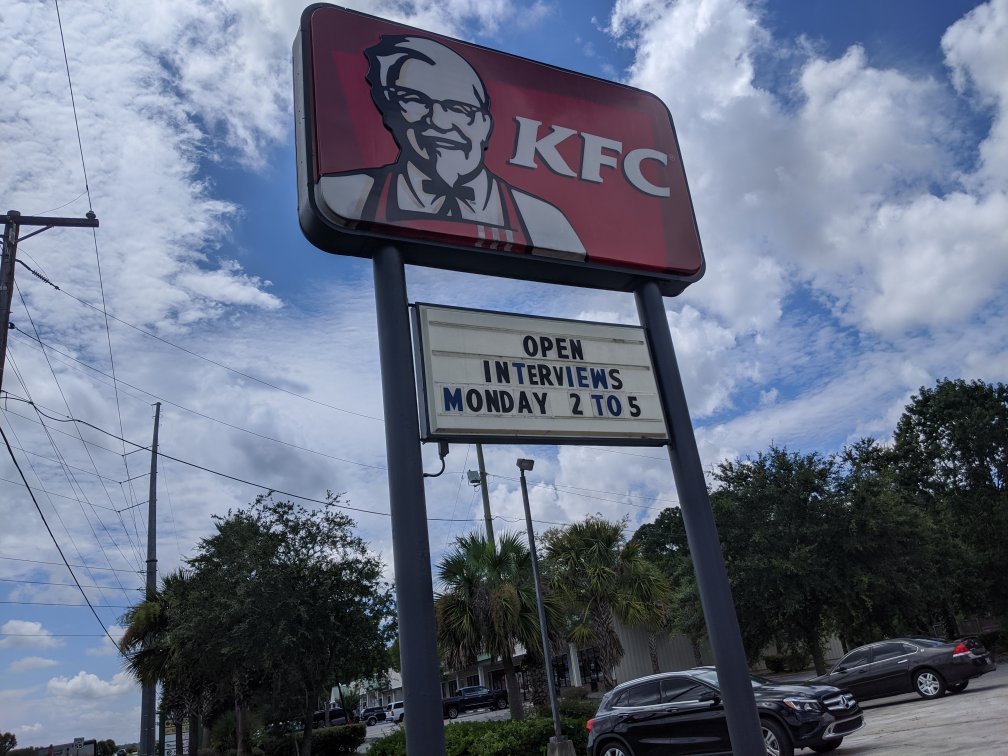 KFC
OPEN
INTERVIEWS
MONDAY 2 TO 5